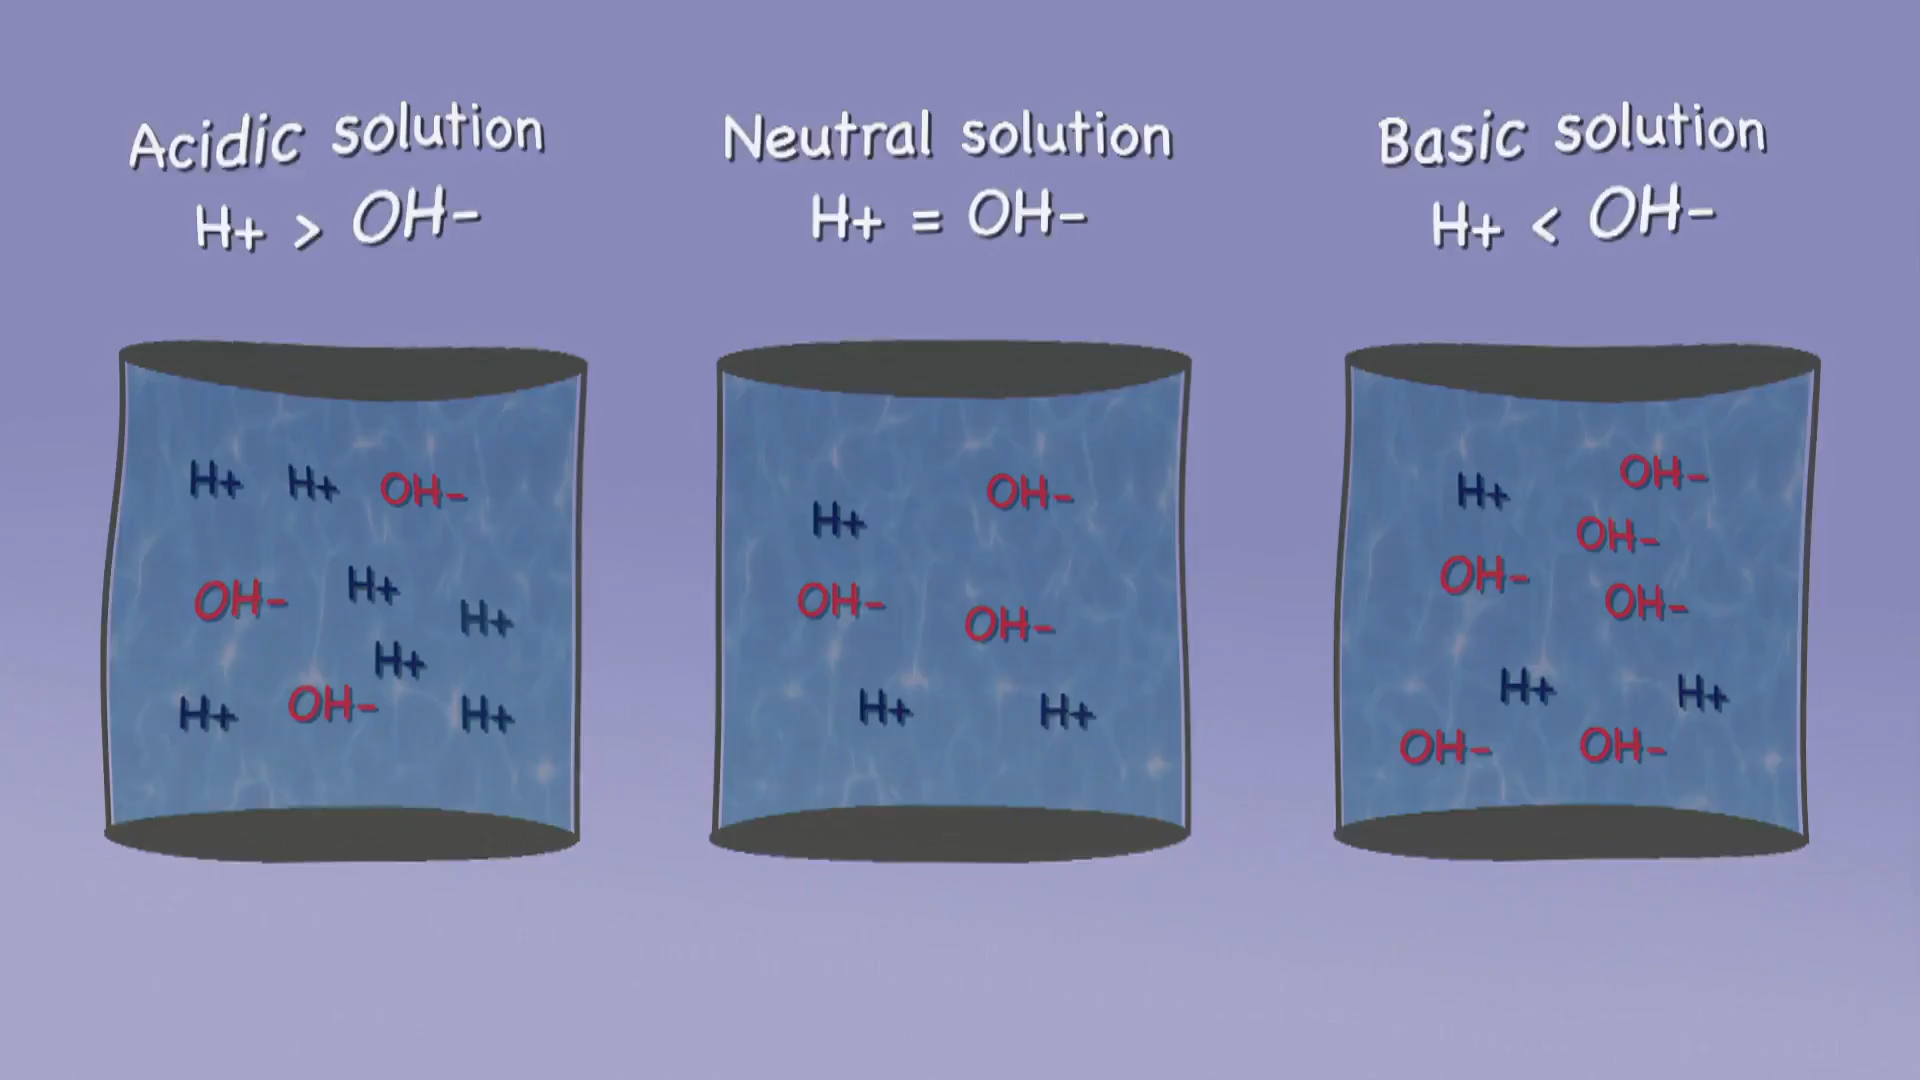 Acidic solution
H+ > OH-
Neutral solution
H+ = OH-
Basic solution
H+ < OH-
H+ H+ OH-
OH- H+ H+
H+
H+ OH- H+
OH-
H+
OH- OH-
H+ H+
OH-
H+
OH-
OH- OH-
H+ H+
OH- OH-